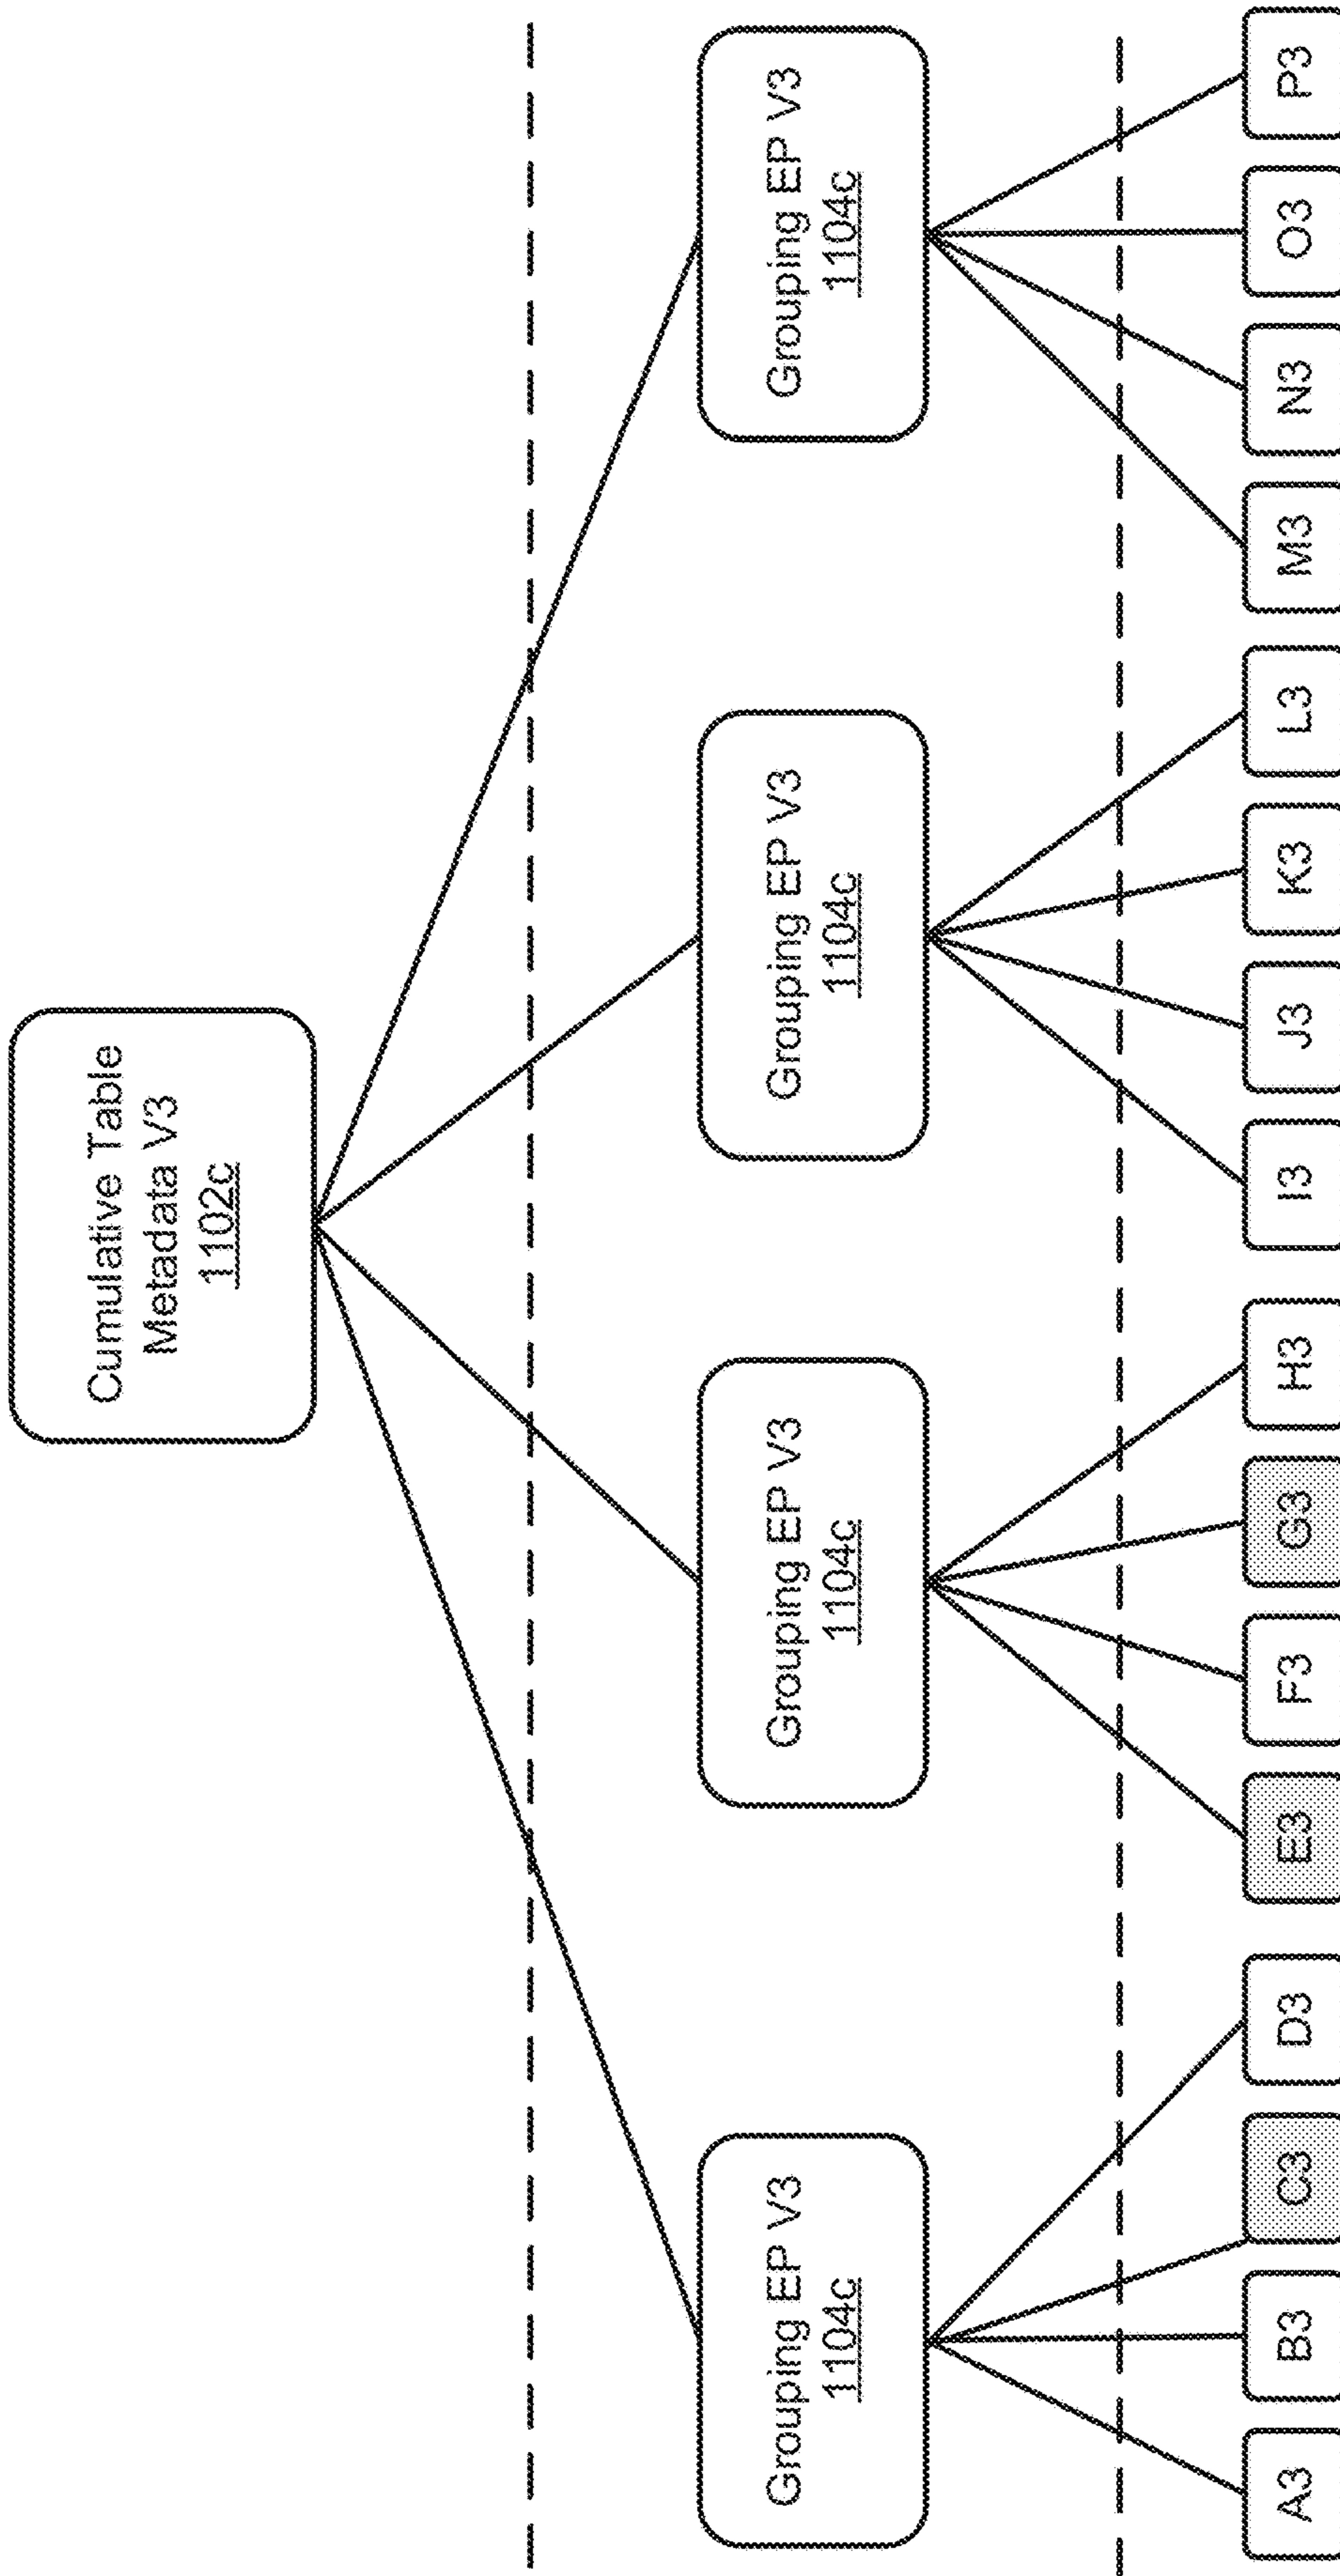 Cumulative Table
Metadata V3
1102c
Grouping EP V3
1104c
Grouping EP V3
1104c
Grouping EP V3
1104c
Grouping EP V3
1104c
A3
B3
C3
D3
E3
F3
G3
H3
I3
J3
K3
L3
M3
N3
O3
P3